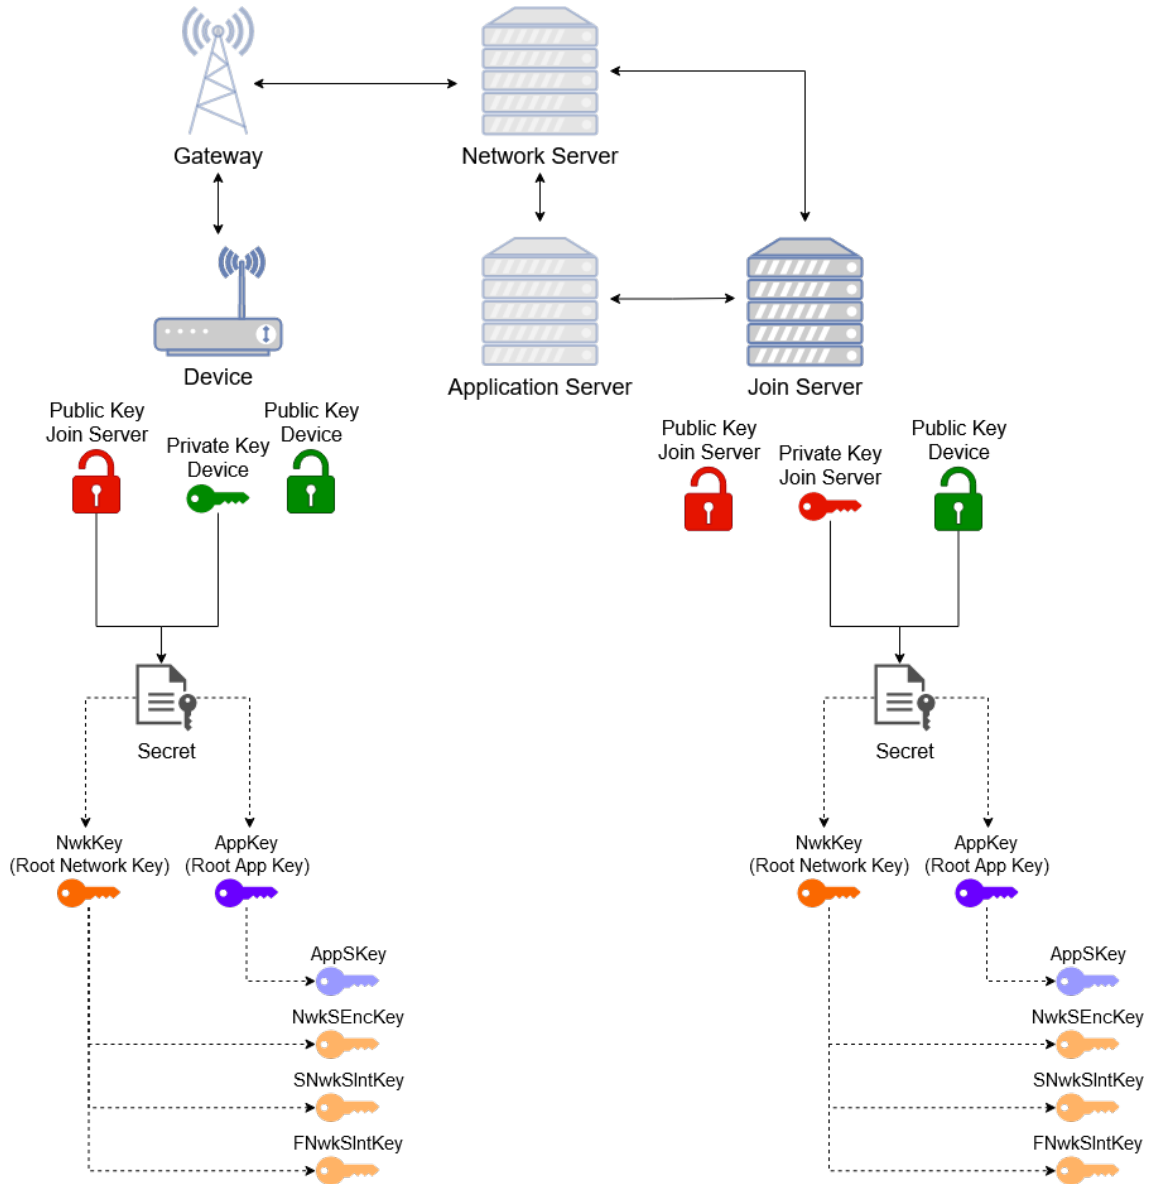 Gateway
Network Server
Device
Application Server
Join Server
Public Key
Join Server
Private Key
Device
Public Key
Device
Public Key
Join Server
Private Key
Join Server
Public Key
Device
Secret
Secret
NwkKey
(Root Network Key)
AppKey
(Root App Key)
NwkKey
(Root Network Key)
AppKey
(Root App Key)
AppSKey
NwkSEncKey
SNwkSIntKey
FNwkSIntKey
AppSKey
NwkSEncKey
SNwkSIntKey
FNwkSIntKey